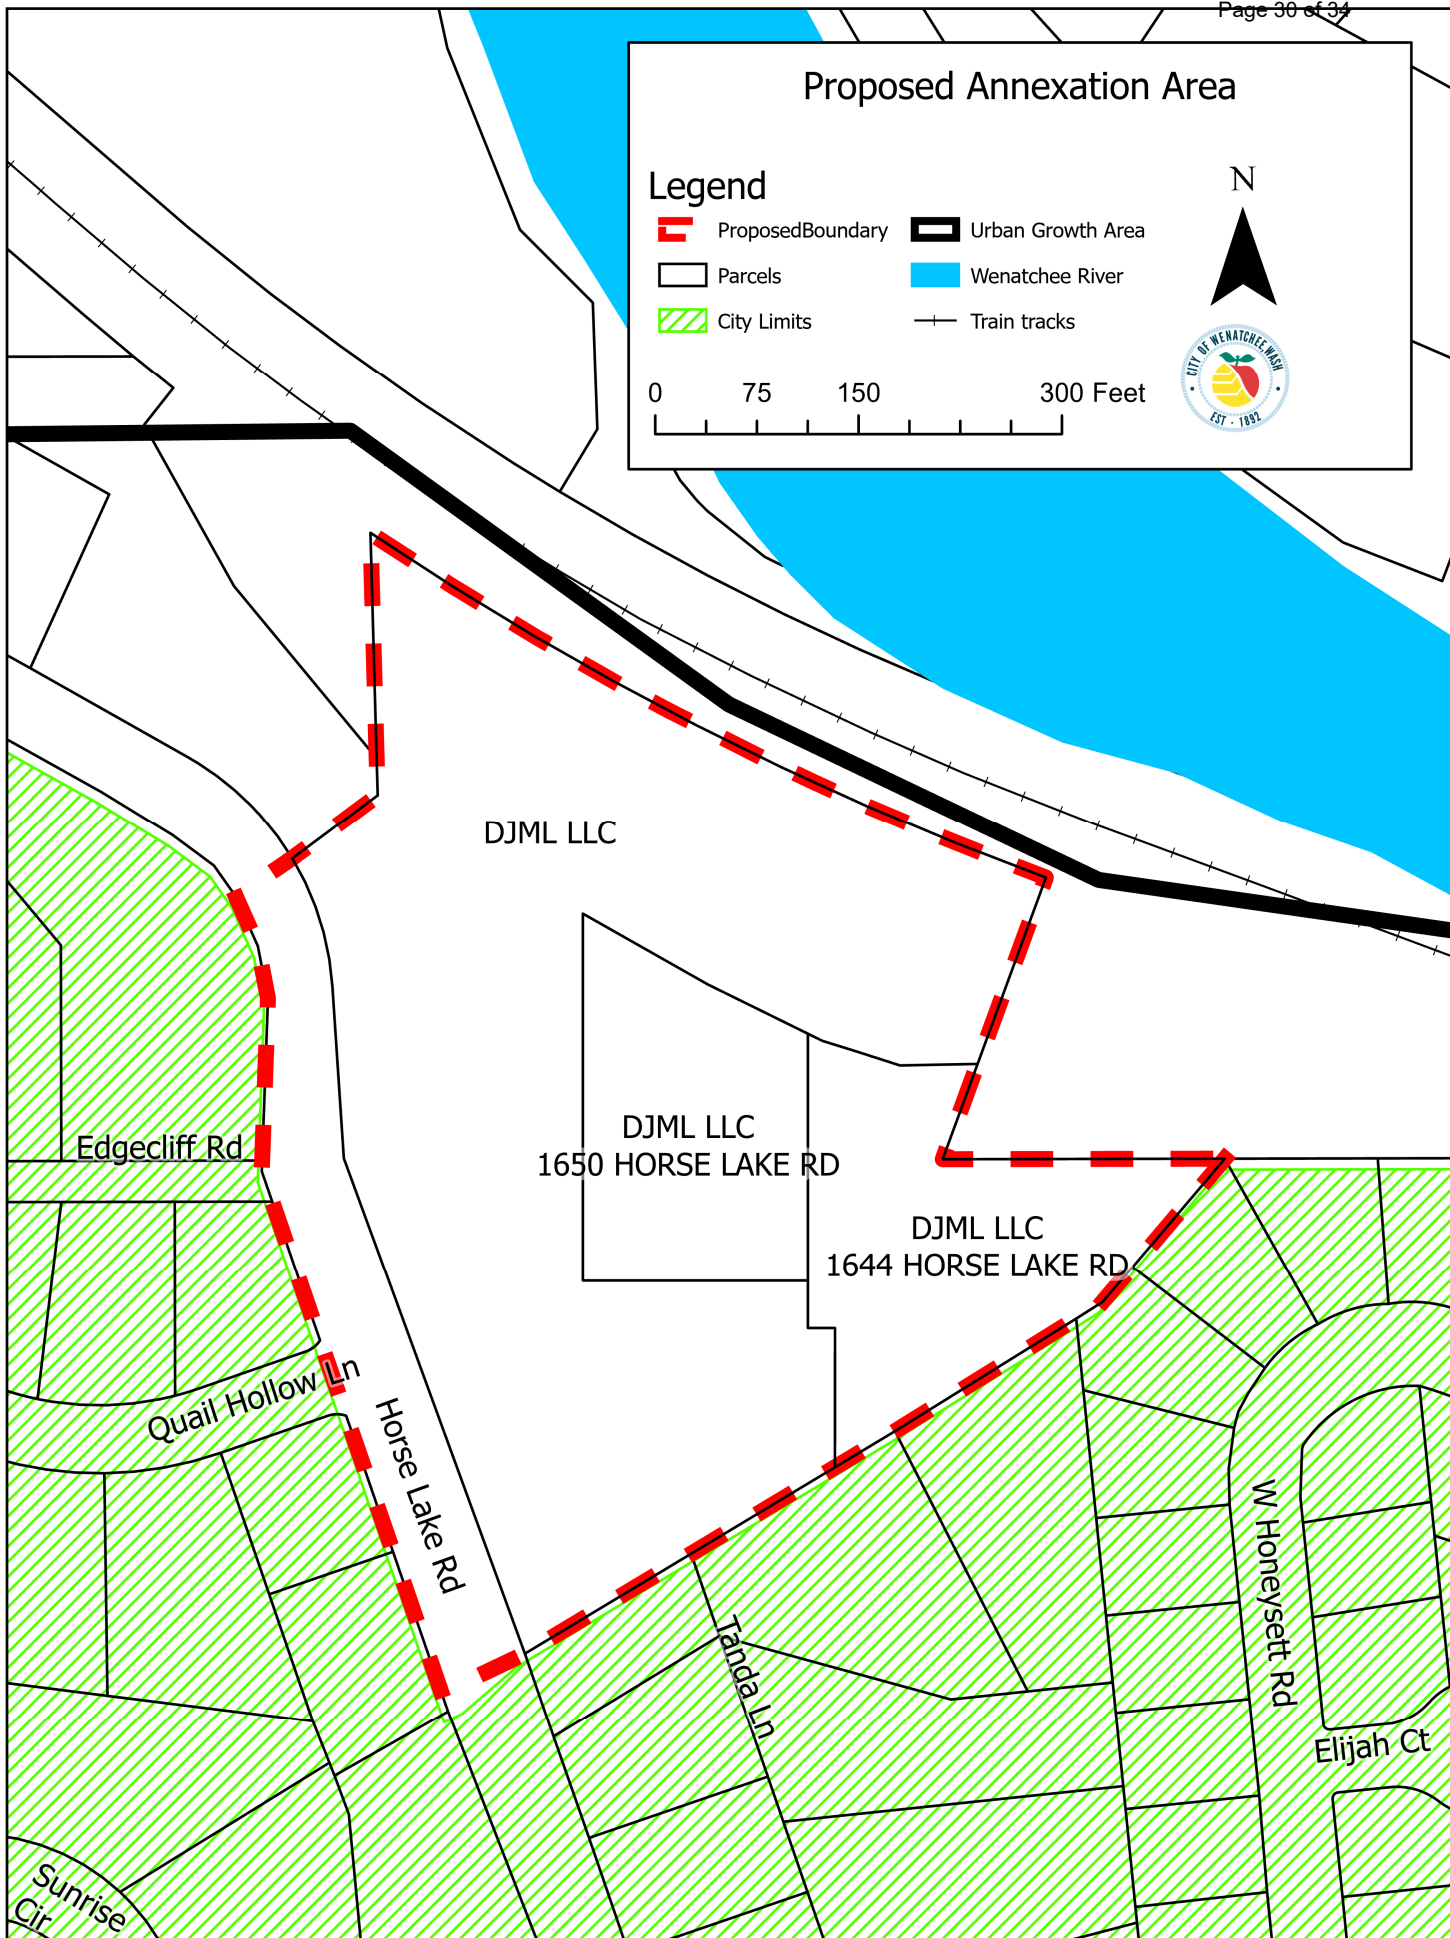 Page 30 of 34
Proposed Annexation Area
Legend
ProposedBoundary
Urban Growth Area
Parcels
Wenatchee River
City Limits
Train tracks
N
0 75 150 300 Feet
CITY OF WENATCHEE, WASH
EST - 1892
DJML LLC
DJML LLC
1650 HORSE LAKE RD
DJML LLC
1644 HORSE LAKE RD
Edgecliff Rd
Quail Hollow Ln
Horse Lake Rd
W Honeysett Rd
Tanda Ln
Elijah Ct
Sunrise
Cir